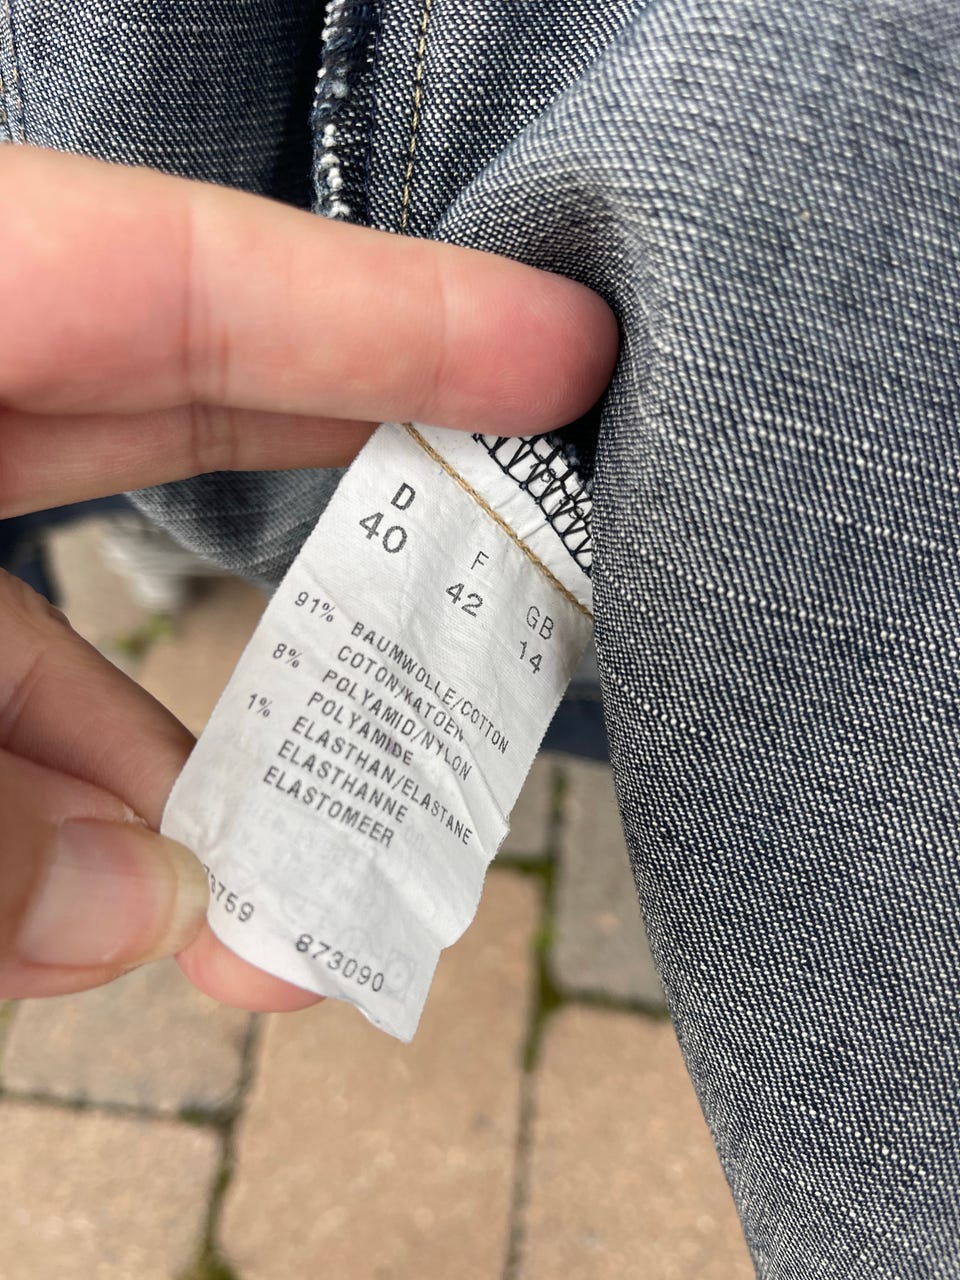 D F GB
40 42 14
91% BAUMWOLLE/COTTON
COTON/KATOEN
8% POLYAMID/NYLON
POLYAMIDE
1% ELASTHAN/ELASTANE
ELASTHANNE
ELASTOMEER
873090